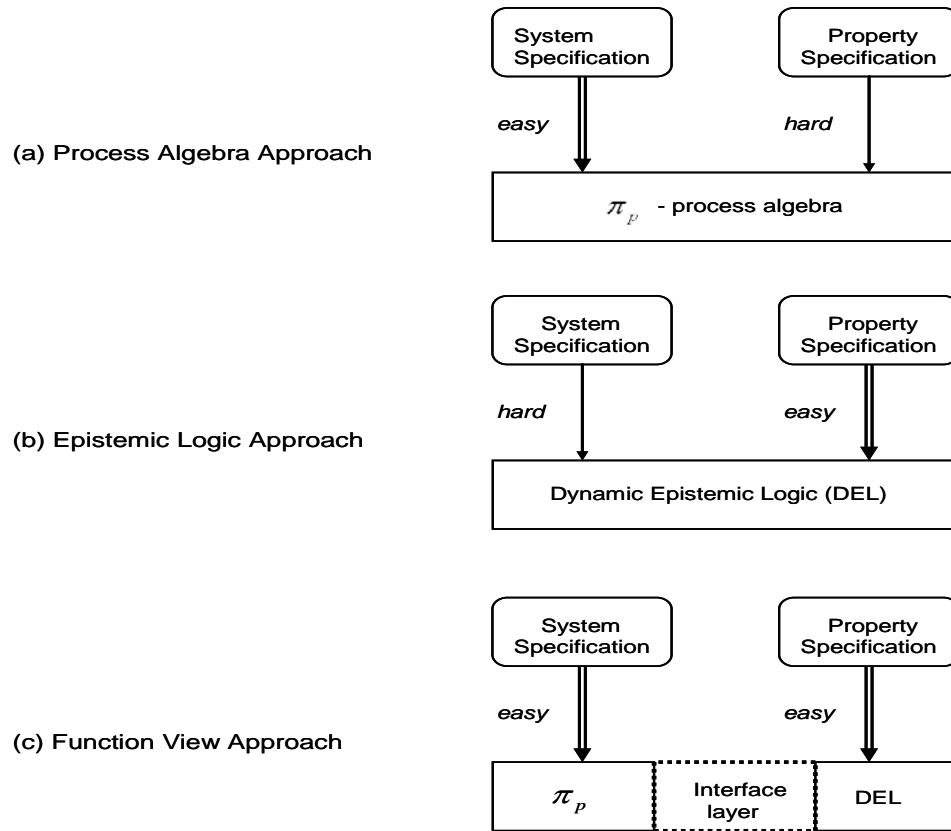 System
Specification
Property
Specification
easy
hard
(a) Process Algebra Approach
π_p - process algebra
System
Specification
Property
Specification
hard
easy
(b) Epistemic Logic Approach
Dynamic Epistemic Logic (DEL)
System
Specification
Property
Specification
easy
easy
(c) Function View Approach
π_p
Interface
layer
DEL